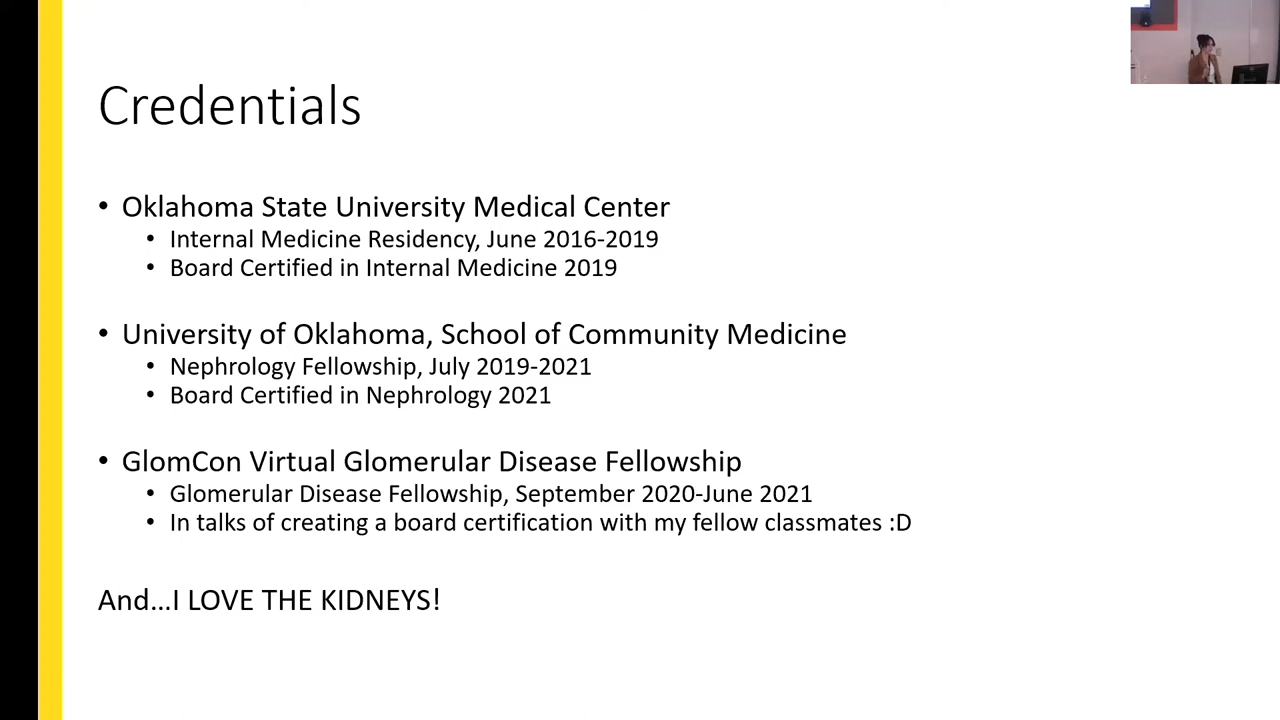 Credentials
• Oklahoma State University Medical Center
• Internal Medicine Residency, June 2016-2019
• Board Certified in Internal Medicine 2019
• University of Oklahoma, School of Community Medicine
• Nephrology Fellowship, July 2019-2021
• Board Certified in Nephrology 2021
• GlomCon Virtual Glomerular Disease Fellowship
• Glomerular Disease Fellowship, September 2020-June 2021
• In talks of creating a board certification with my fellow classmates :D
And...I LOVE THE KIDNEYS!